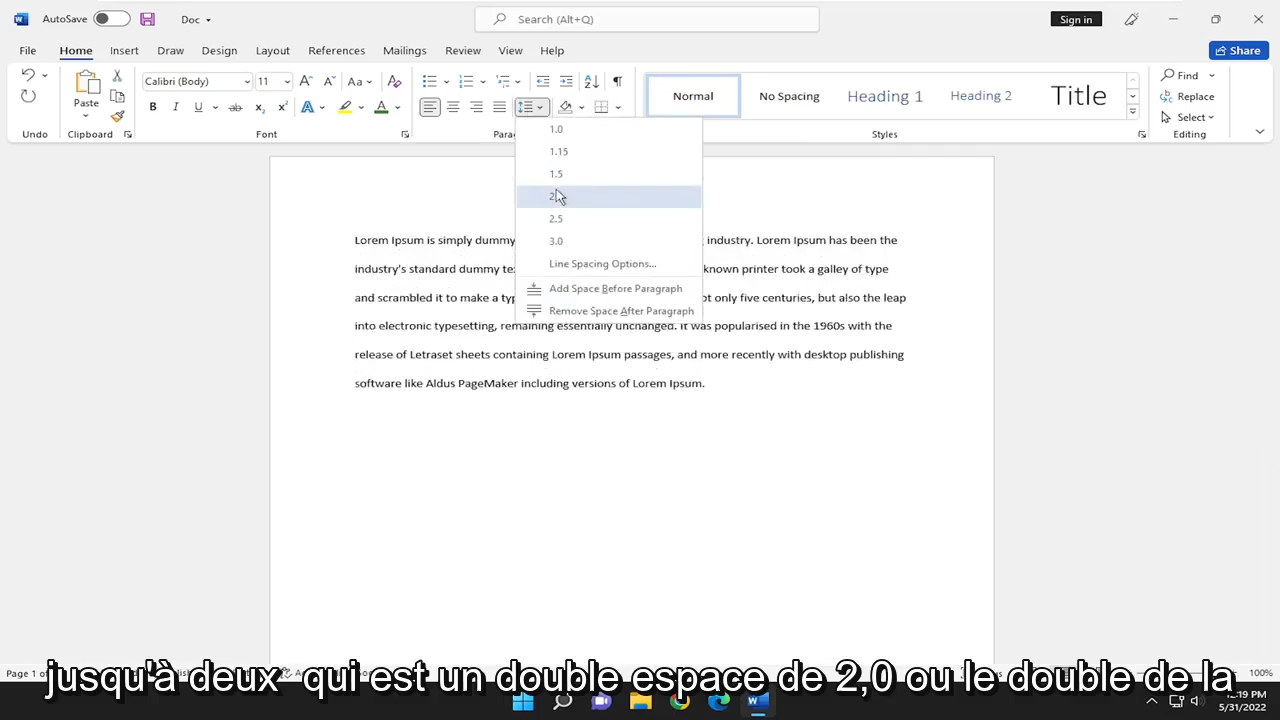 AutoSave
Doc
Search (Alt+Q)
Sign in
File
Home
Insert
Draw
Design
Layout
References
Mailings
Review
View
Help
Share
Paste
Calibri (Body)
11
Normal
No Spacing
Heading 1
Heading 2
Title
Find
Replace
Select
Undo
Clipboard
Font
Styles
Editing
1.0
1.15
1.5
2.5
3.0
Line Spacing Options...
Add Space Before Paragraph
Remove Space After Paragraph
Lorem Ipsum is simply dummy industry. Lorem Ipsum has been the
industry's standard dummy known printer took a galley of type
and scrambled it to make a only five centuries, but also the leap
into electronic typesetting, remaining essentially unchanged. It was popularised in the 1960s with the
release of Letraset sheets containing Lorem Ipsum passages, and more recently with desktop publishing
software like Aldus PageMaker including versions of Lorem Ipsum.
Page 1
100%
jusqu'à deux qui est un double espace de 2,0 ou le double de la
5/31/2022